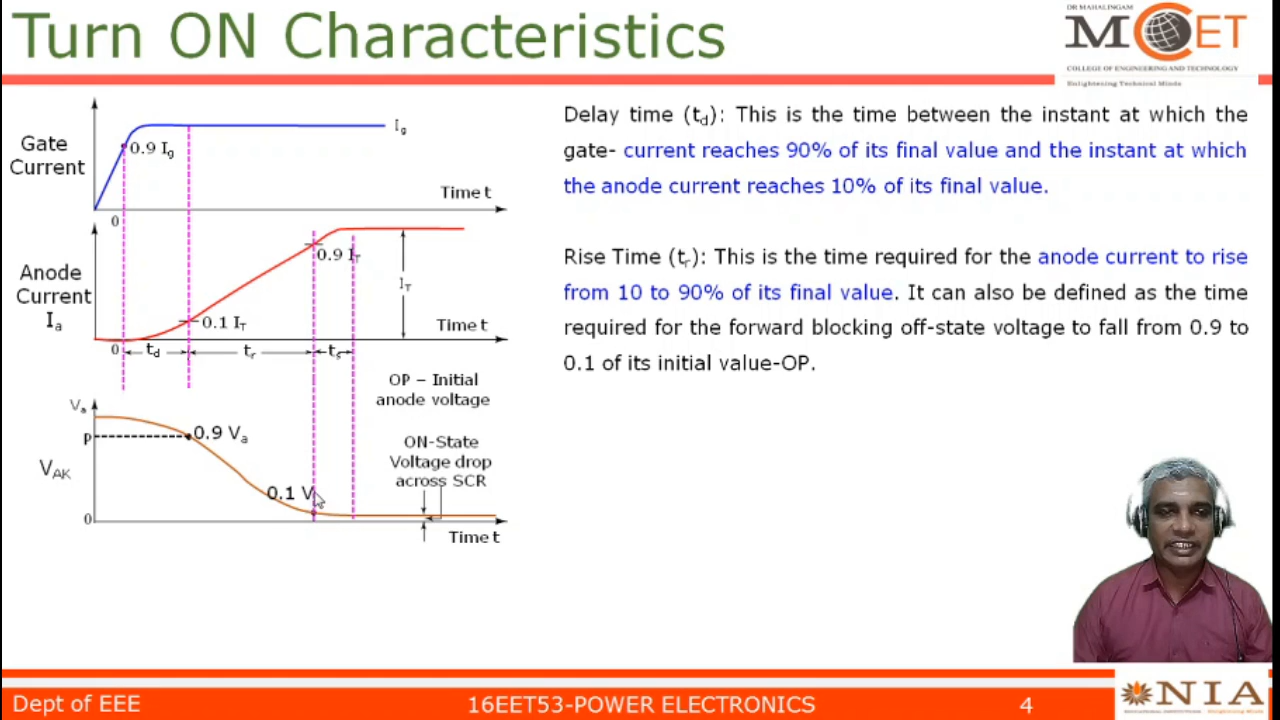 Turn ON Characteristics
DR MAHALINGAM
MCET
COLLEGE OF ENGINEERING AND TECHNOLOGY
Enlightening Technical Minds
Gate
Current
0.9 Ig
Ig
Time t
0
Anode
Current
Ia
0.1 IT
0.9 IT
IT
Time t
0
td
tr
ts
OP – Initial
anode voltage
Va
P
0.9 Va
VAK
0.1 V
ON-State
Voltage drop
across SCR
0
Time t
Delay time (td): This is the time between the instant at which the
gate- current reaches 90% of its final value and the instant at which
the anode current reaches 10% of its final value.
Rise Time (tr): This is the time required for the anode current to rise
from 10 to 90% of its final value. It can also be defined as the time
required for the forward blocking off-state voltage to fall from 0.9 to
0.1 of its initial value-OP.
Dept of EEE
16EET53-POWER ELECTRONICS
4
NIA